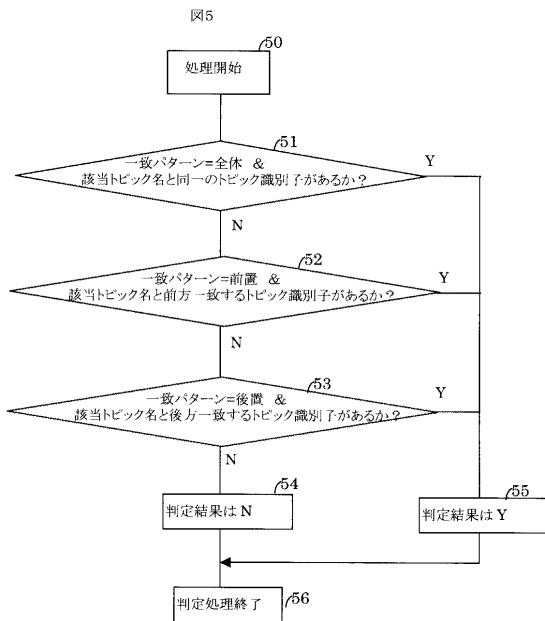 図5
50
処理開始
51
一致パターン=全体 &
該当トピック名と同一のトピック識別子があるか?
Y
N
52
一致パターン=前置 &
該当トピック名と前方一致するトピック識別子があるか?
Y
N
53
一致パターン=後置 &
該当トピック名と後方一致するトピック識別子があるか?
Y
N
54
判定結果は N
55
判定結果は Y
56
判定処理終了